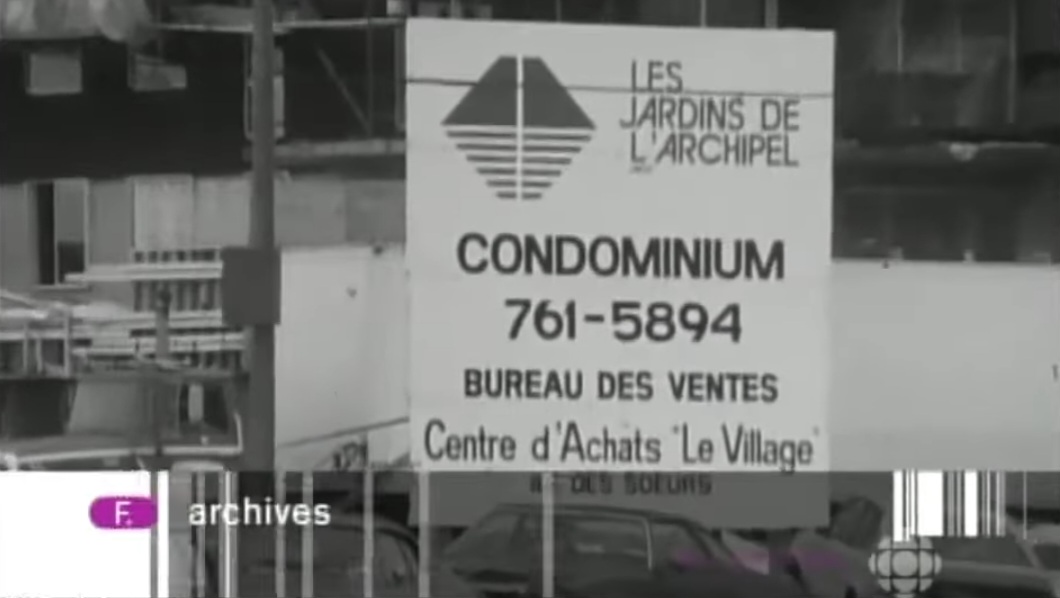 LES
JARDINS DE
L'ARCHIPEL
CONDOMINIUM
761-5894
BUREAU DES VENTES
Centre d'Achats "Le Village"
DES SOEURS
F. archives